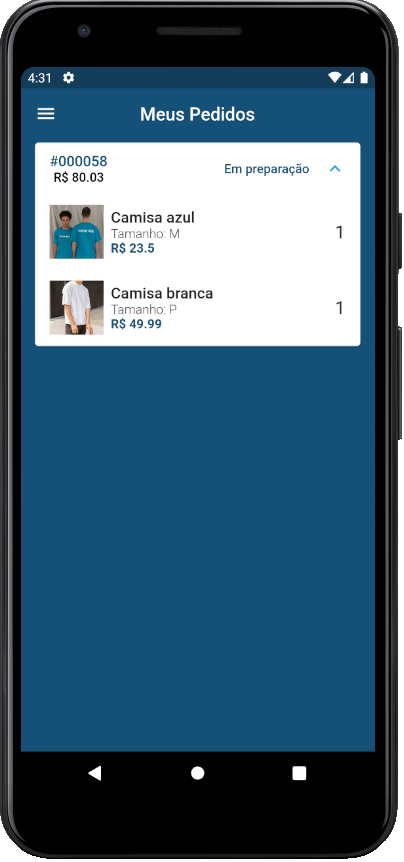 4:31
Meus Pedidos
#000058
R$ 80.03
Em preparação
Camisa azul
Tamanho: M
R$ 23.5
1
Camisa branca
Tamanho: P
R$ 49.99
1